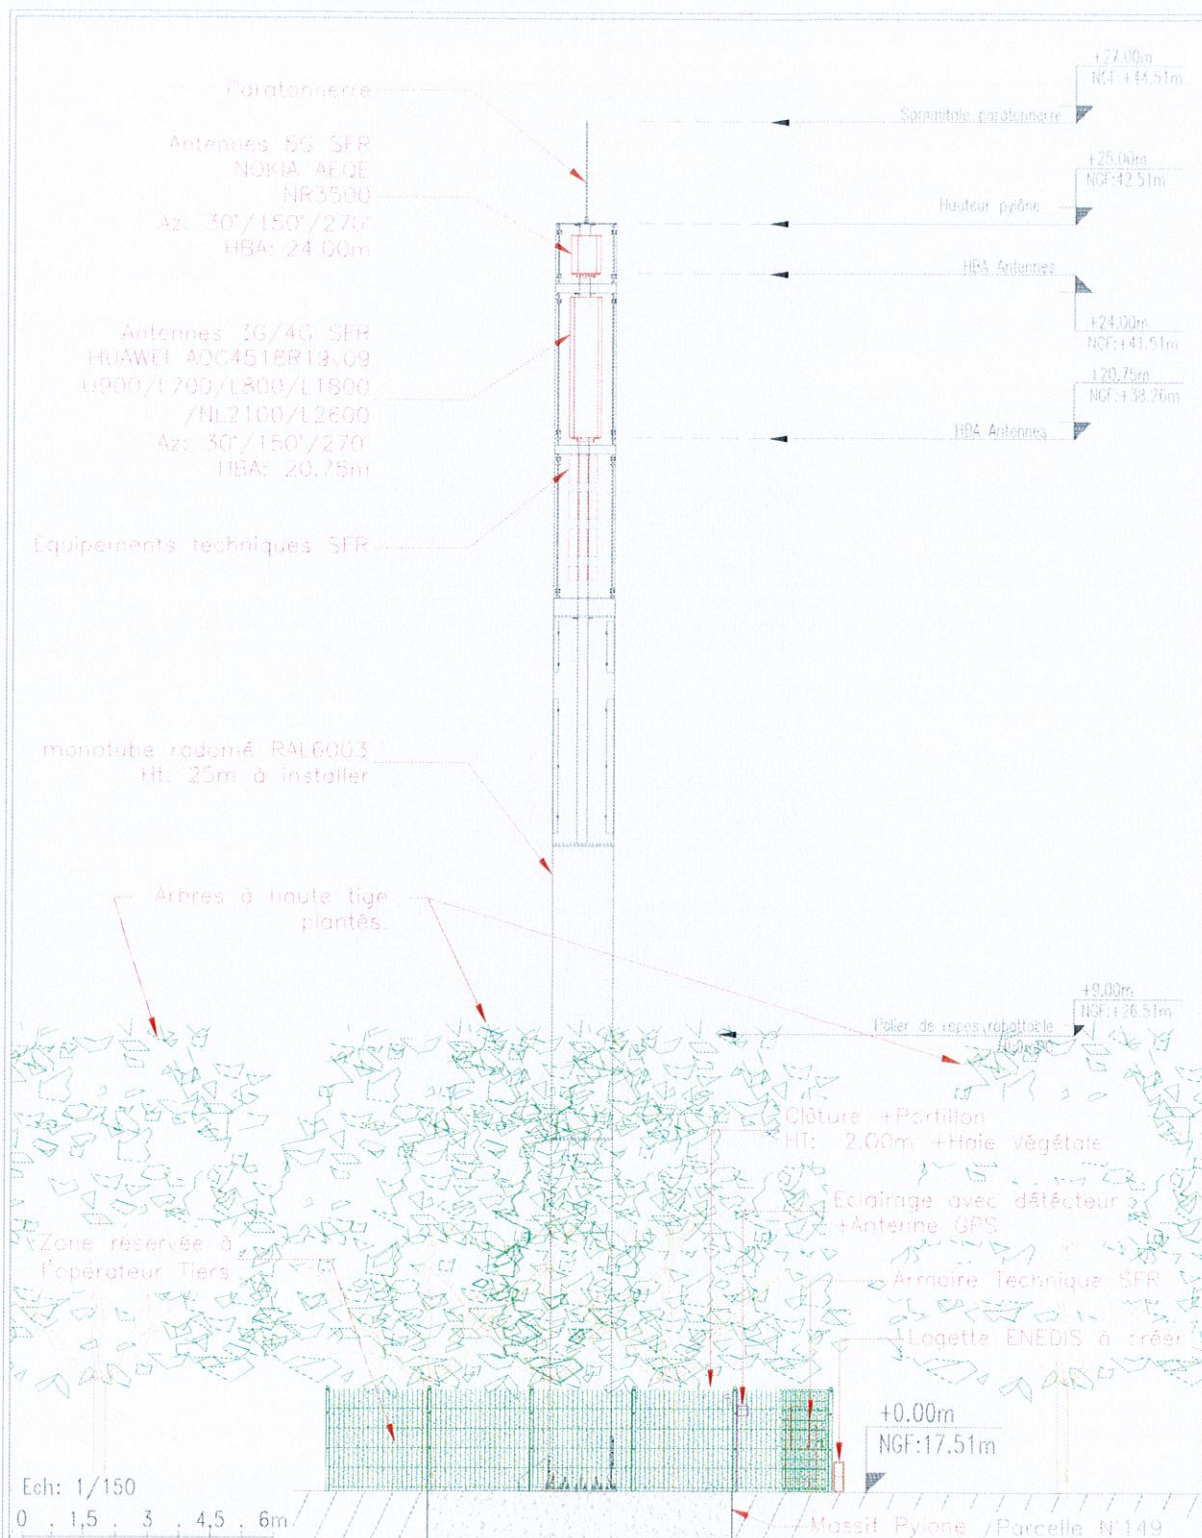 +27.00m
NGF: +44.51m
Paratonnerre
Sommitale paratonnerre
Antennes 5G SFR
NOKIA AEQE
NR3500
Az: 30°/150°/270°
HBA: 24.00m
+25.00m
NGF:42.51m
Hauteur pylône
HBA Antennes
+24.00m
NGF:+41.51m
Antennes 3G/4G SFR
HUAWEI
U900/L700/L800/L1800
/NL2100/L2600
Az: 30°/150°/270°
HBA: 20.75m
+20.75m
NGF:+38.26m
HBA Antennes
Equipements techniques SFR
monotube radomé RAL6003
Ht: 25m à installer
Arbres à haute tige
plantés.
+9.00m
NGF:+26.51m
Palier de repos rabattable
Clôture +Portillon
HT: 2.00m +Haie végétale
Eclairage avec détécteur
+Antenne GPS
Zone réservée à
l'opérateur Tiers
Armoire Technique SFR
Logette ENEDIS à créer
+0.00m
NGF:17.51m
Ech: 1/150
0 . 1,5 . 3 . 4,5 . 6m
Massif Pylone /Parcelle N°149